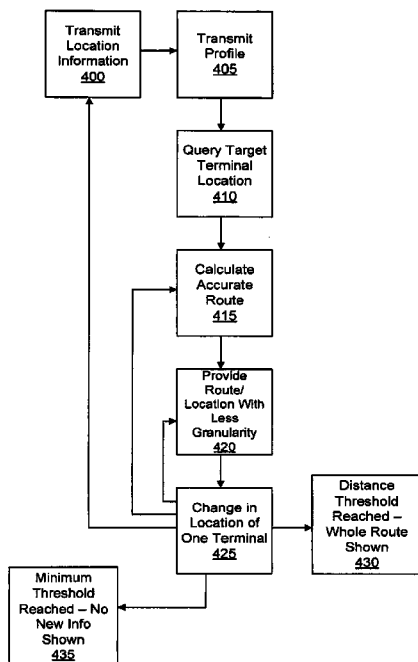 Transmit
Location
Information
400
Transmit
Profile
405
Query Target
Terminal
Location
410
Calculate
Accurate
Route
415
Provide Route/
Location With
Less
Granularity
420
Change in
Location of
One Terminal
425
Distance
Threshold
Reached –
Whole Route
Shown
430
Minimum
Threshold
Reached – No
New Info
Shown
435